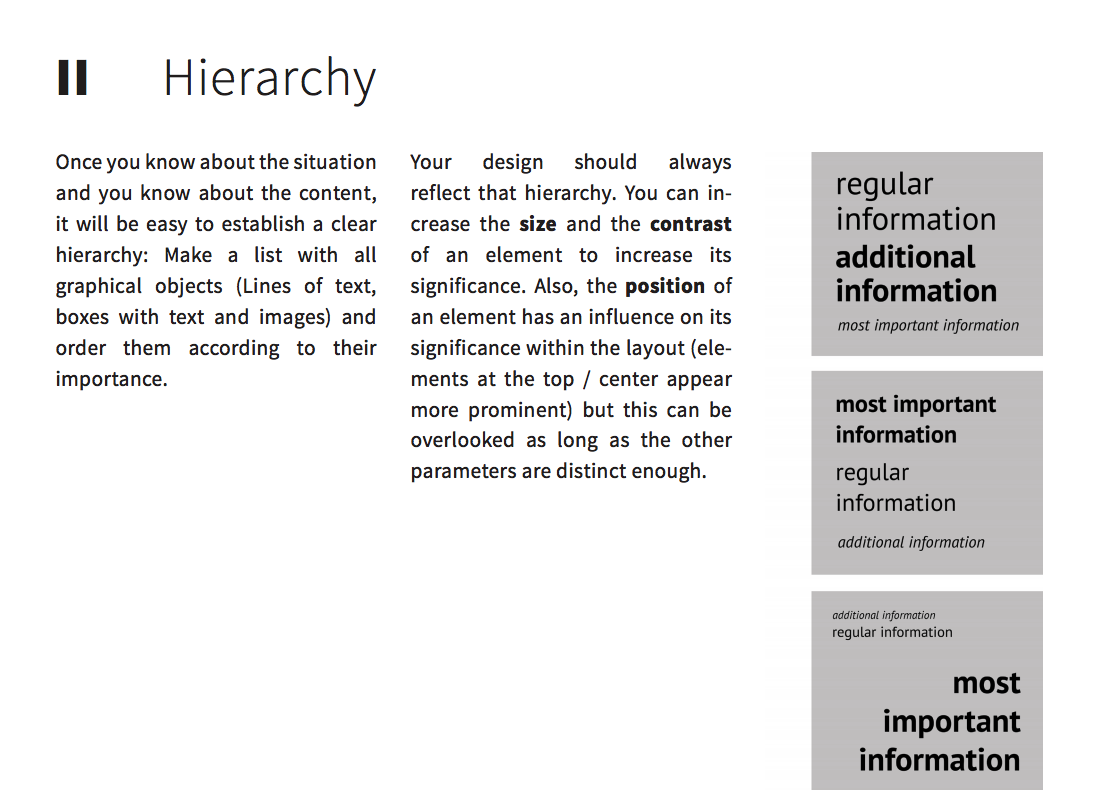 II Hierarchy
Once you know about the situation
and you know about the content,
it will be easy to establish a clear
hierarchy: Make a list with all
graphical objects (Lines of text,
boxes with text and images) and
order them according to their
importance.
Your design should always
reflect that hierarchy. You can in-
crease the size and the contrast
of an element to increase its
significance. Also, the position of
an element has an influence on its
significance within the layout (ele-
ments at the top / center appear
more prominent) but this can be
overlooked as long as the other
parameters are distinct enough.
regular
information
additional
information
most important information
most important
information
regular
information
additional information
additional information
regular information
most
important
information